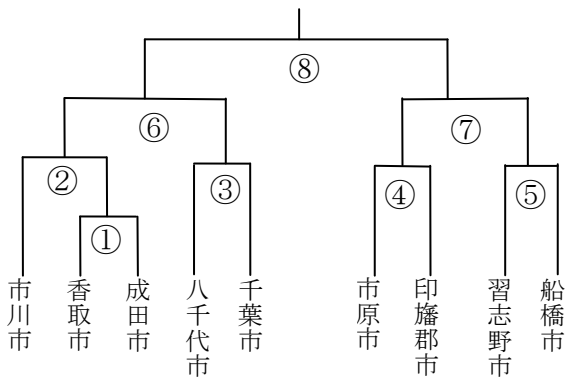 ⑧
⑥
⑦
②
③
④
⑤
①
市川市
香取市
成田市
八千代市
千葉市
市原市
印旛郡市
習志野市
船橋市